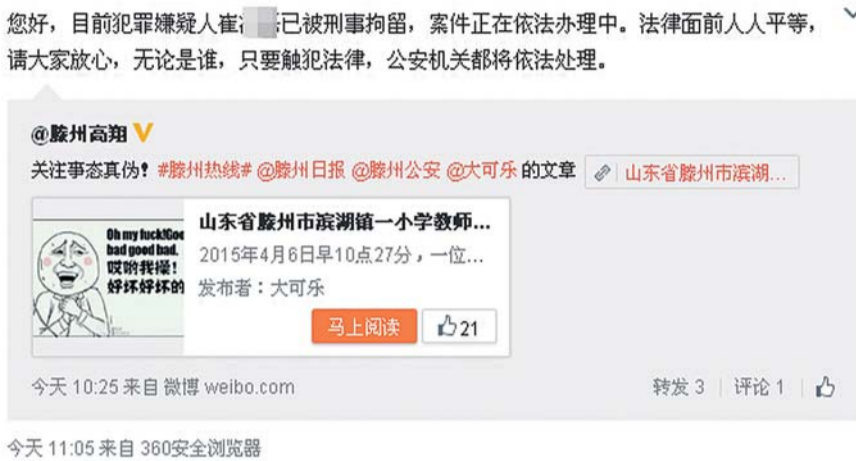 您好，目前犯罪嫌疑人崔 已被刑事拘留，案件正在依法办理中。法律面前人人平等，
请大家放心，无论是谁，只要触犯法律，公安机关都将依法处理。
@滕州高翔
关注事态真伪！#滕州热线# @滕州日报 @滕州公安 @大可乐 的文章 山东省滕州市滨湖...
Oh my fuck!Goo
bad good bad.
哎哟我操！
好坏好坏的
山东省滕州市滨湖镇一小学教师...
2015年4月6日早10点27分，一位...
发布者：大可乐
马上阅读 21
今天 10:25 来自 微博 weibo.com 转发 3 | 评论 1 |
今天 11:05 来自 360安全浏览器